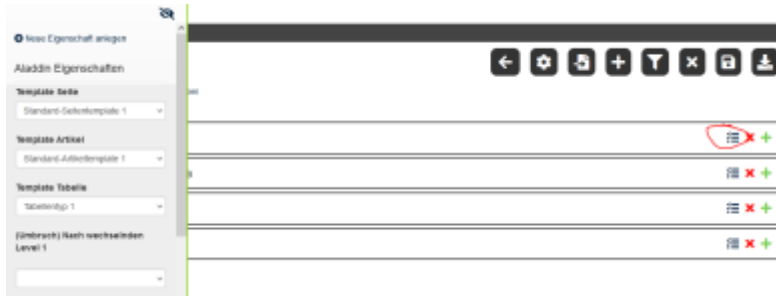 Neue Eigenschaft anlegen
Aladdin Eigenschaften
Template Seite
Standard-Seitentemplate 1
Template Artikel
Standard-Artikeltemplate 1
Template Tabelle
Tabellentyp 1
(Umbruch) Nach wechselnden
Level 1